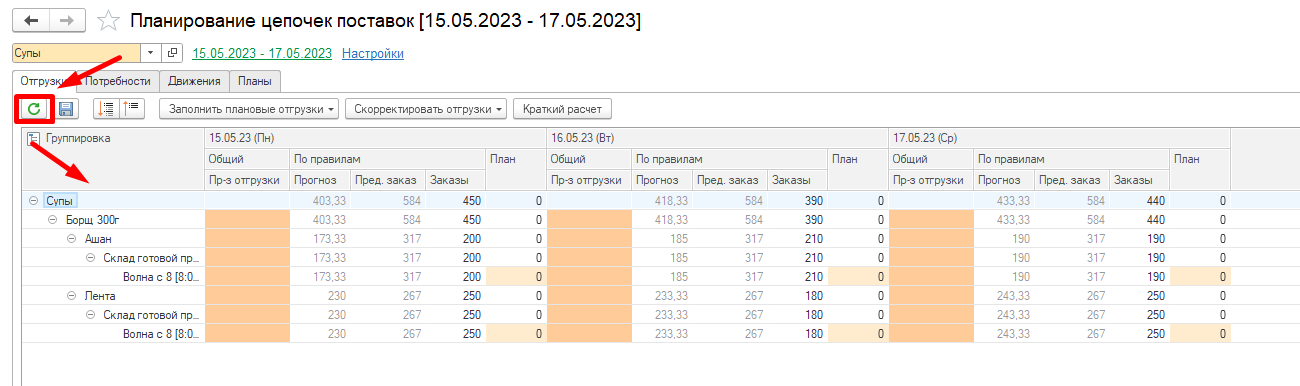 Планирование цепочек поставок [15.05.2023 - 17.05.2023]
Супы 15.05.2023 - 17.05.2023 Настройки
Отгрузки Потребности Движения Планы
Заполнить плановые отгрузки Скорректировать отгрузки Краткий расчет
Группировка 15.05.23 (Пн) 16.05.23 (Вт) 17.05.23 (Ср)
Общий По правилам План Общий По правилам План Общий По правилам План
Пр-з отгрузки Прогноз Пред. заказ Заказы Пр-з отгрузки Прогноз Пред. заказ Заказы Пр-з отгрузки Прогноз Пред. заказ Заказы
Супы 403,33 584 450 0 418,33 584 390 0 433,33 584 440 0
Борщ 300г 403,33 584 450 0 418,33 584 390 0 433,33 584 440 0
Ашан 173,33 317 200 0 185 317 210 0 190 317 190 0
Склад готовой пр... 173,33 317 200 0 185 317 210 0 190 317 190 0
Волна с 8 [8:0... 173,33 317 200 0 185 317 210 0 190 317 190 0
Лента 230 267 250 0 233,33 267 180 0 243,33 267 250 0
Склад готовой пр... 230 267 250 0 233,33 267 180 0 243,33 267 250 0
Волна с 8 [8:0... 230 267 250 0 233,33 267 180 0 243,33 267 250 0